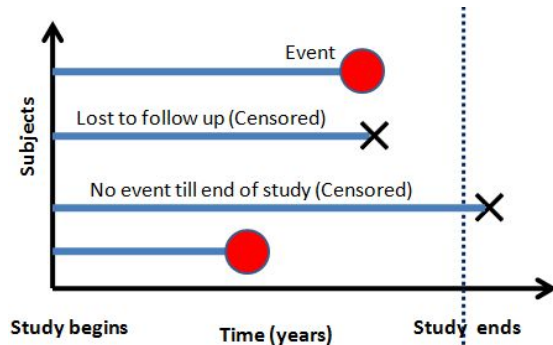 Event
Lost to follow up (Censored)
No event till end of study (Censored)
Subjects
Study begins
Time (years)
Study ends